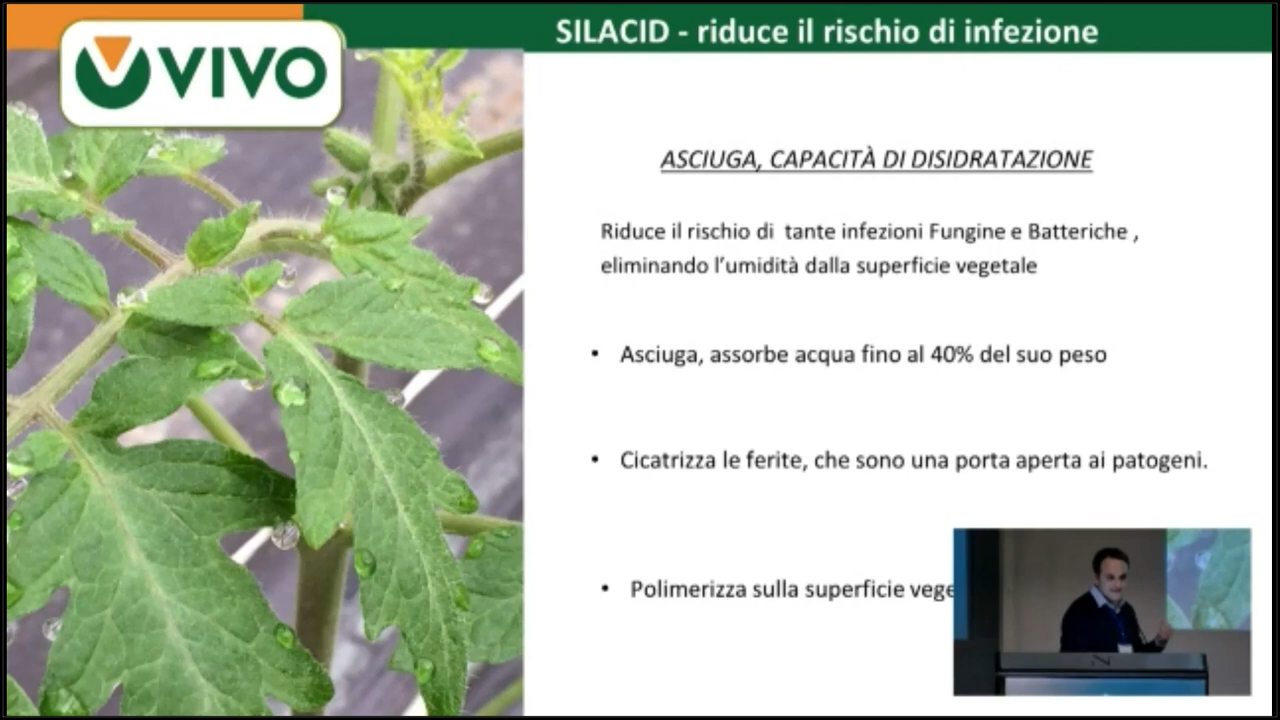 VIVO
SILACID - riduce il rischio di infezione
ASCIUGA, CAPACITÀ DI DISIDRATAZIONE
Riduce il rischio di tante infezioni Fungine e Batteriche ,
eliminando l'umidità dalla superficie vegetale
• Asciuga, assorbe acqua fino al 40% del suo peso
• Cicatrizza le ferite, che sono una porta aperta ai patogeni.
• Polimerizza sulla superficie